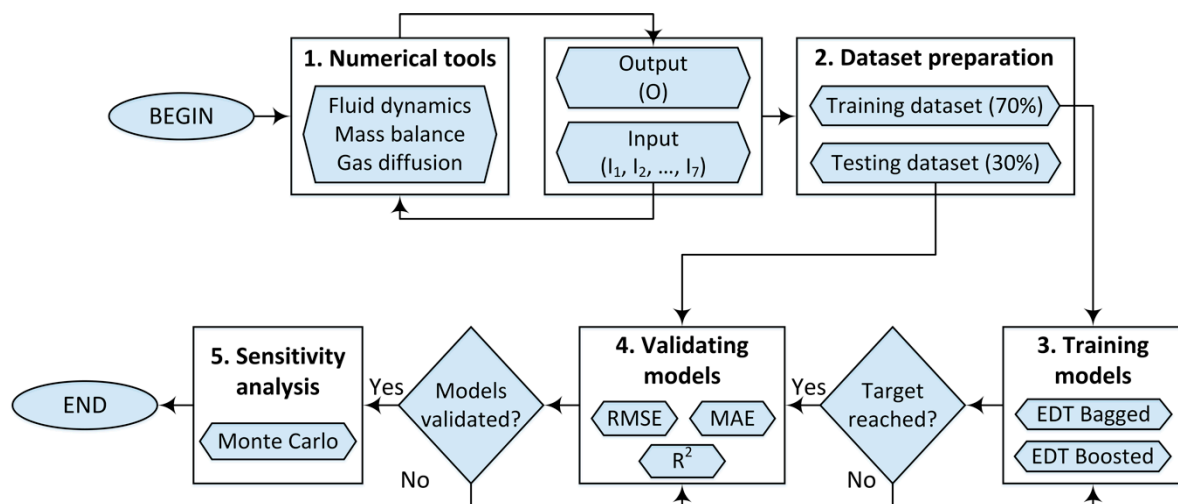 BEGIN
1. Numerical tools
Fluid dynamics
Mass balance
Gas diffusion
Output
(O)
Input
(I₁, I₂, ..., I₇)
2. Dataset preparation
Training dataset (70%)
Testing dataset (30%)
3. Training
models
EDT Bagged
EDT Boosted
Target
reached?
Yes
No
4. Validating
models
RMSE
MAE
R²
Models
validated?
Yes
No
5. Sensitivity
analysis
Monte Carlo
END